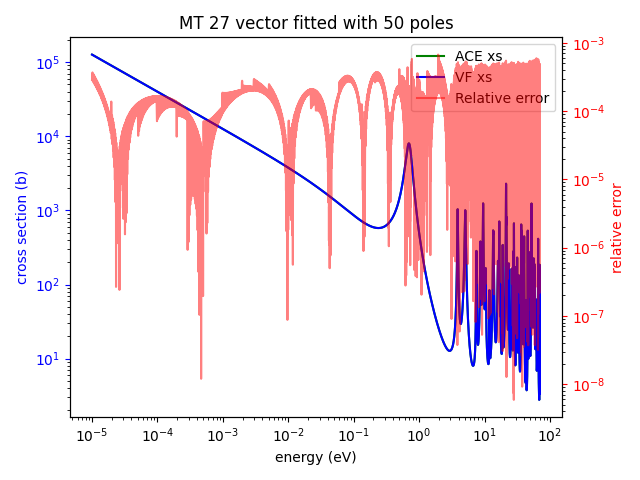 MT 27 vector fitted with 50 poles
ACE xs
VF xs
Relative error
cross section (b)
10^5
10^4
10^3
10^2
10^1
relative error
10^-3
10^-4
10^-5
10^-6
10^-7
10^-8
10^-5 10^-4 10^-3 10^-2 10^-1 10^0 10^1 10^2
energy (eV)